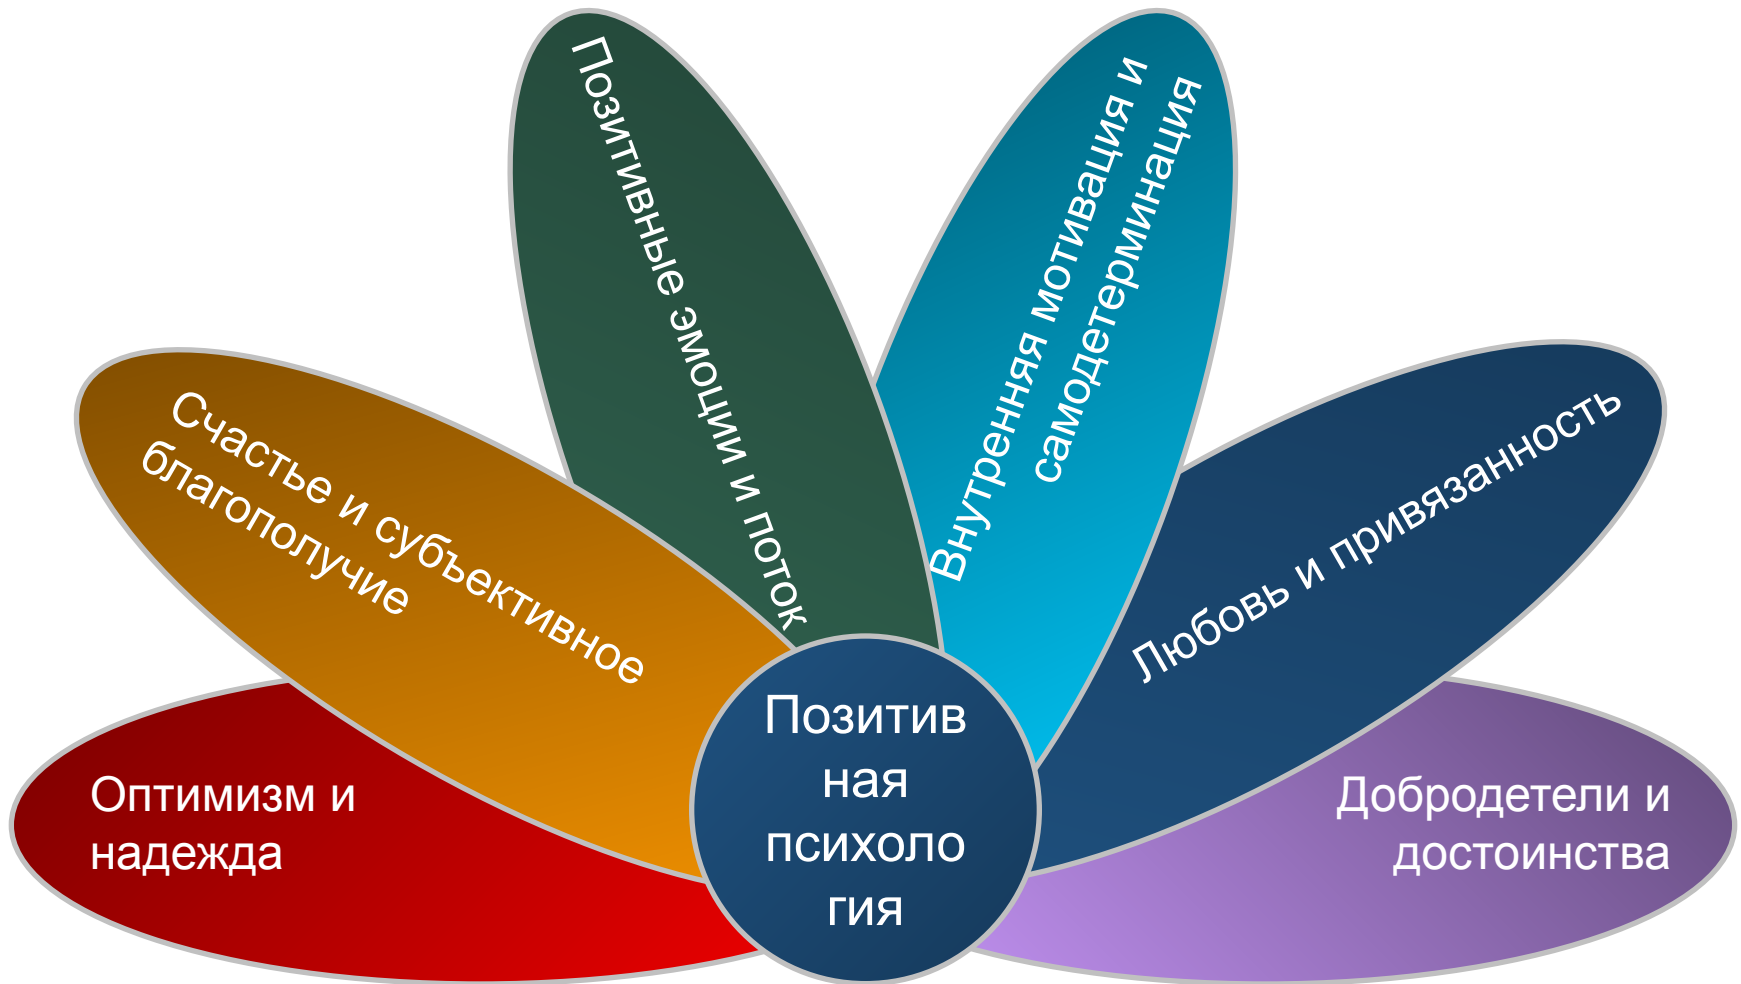 Позитивные эмоции и поток
Внутренняя мотивация и
самодетерминация
Счастье и субъективное
благополучие
Любовь и привязанность
Оптимизм и
надежда
Позитив
ная
психоло
гия
Добродетели и
достоинства